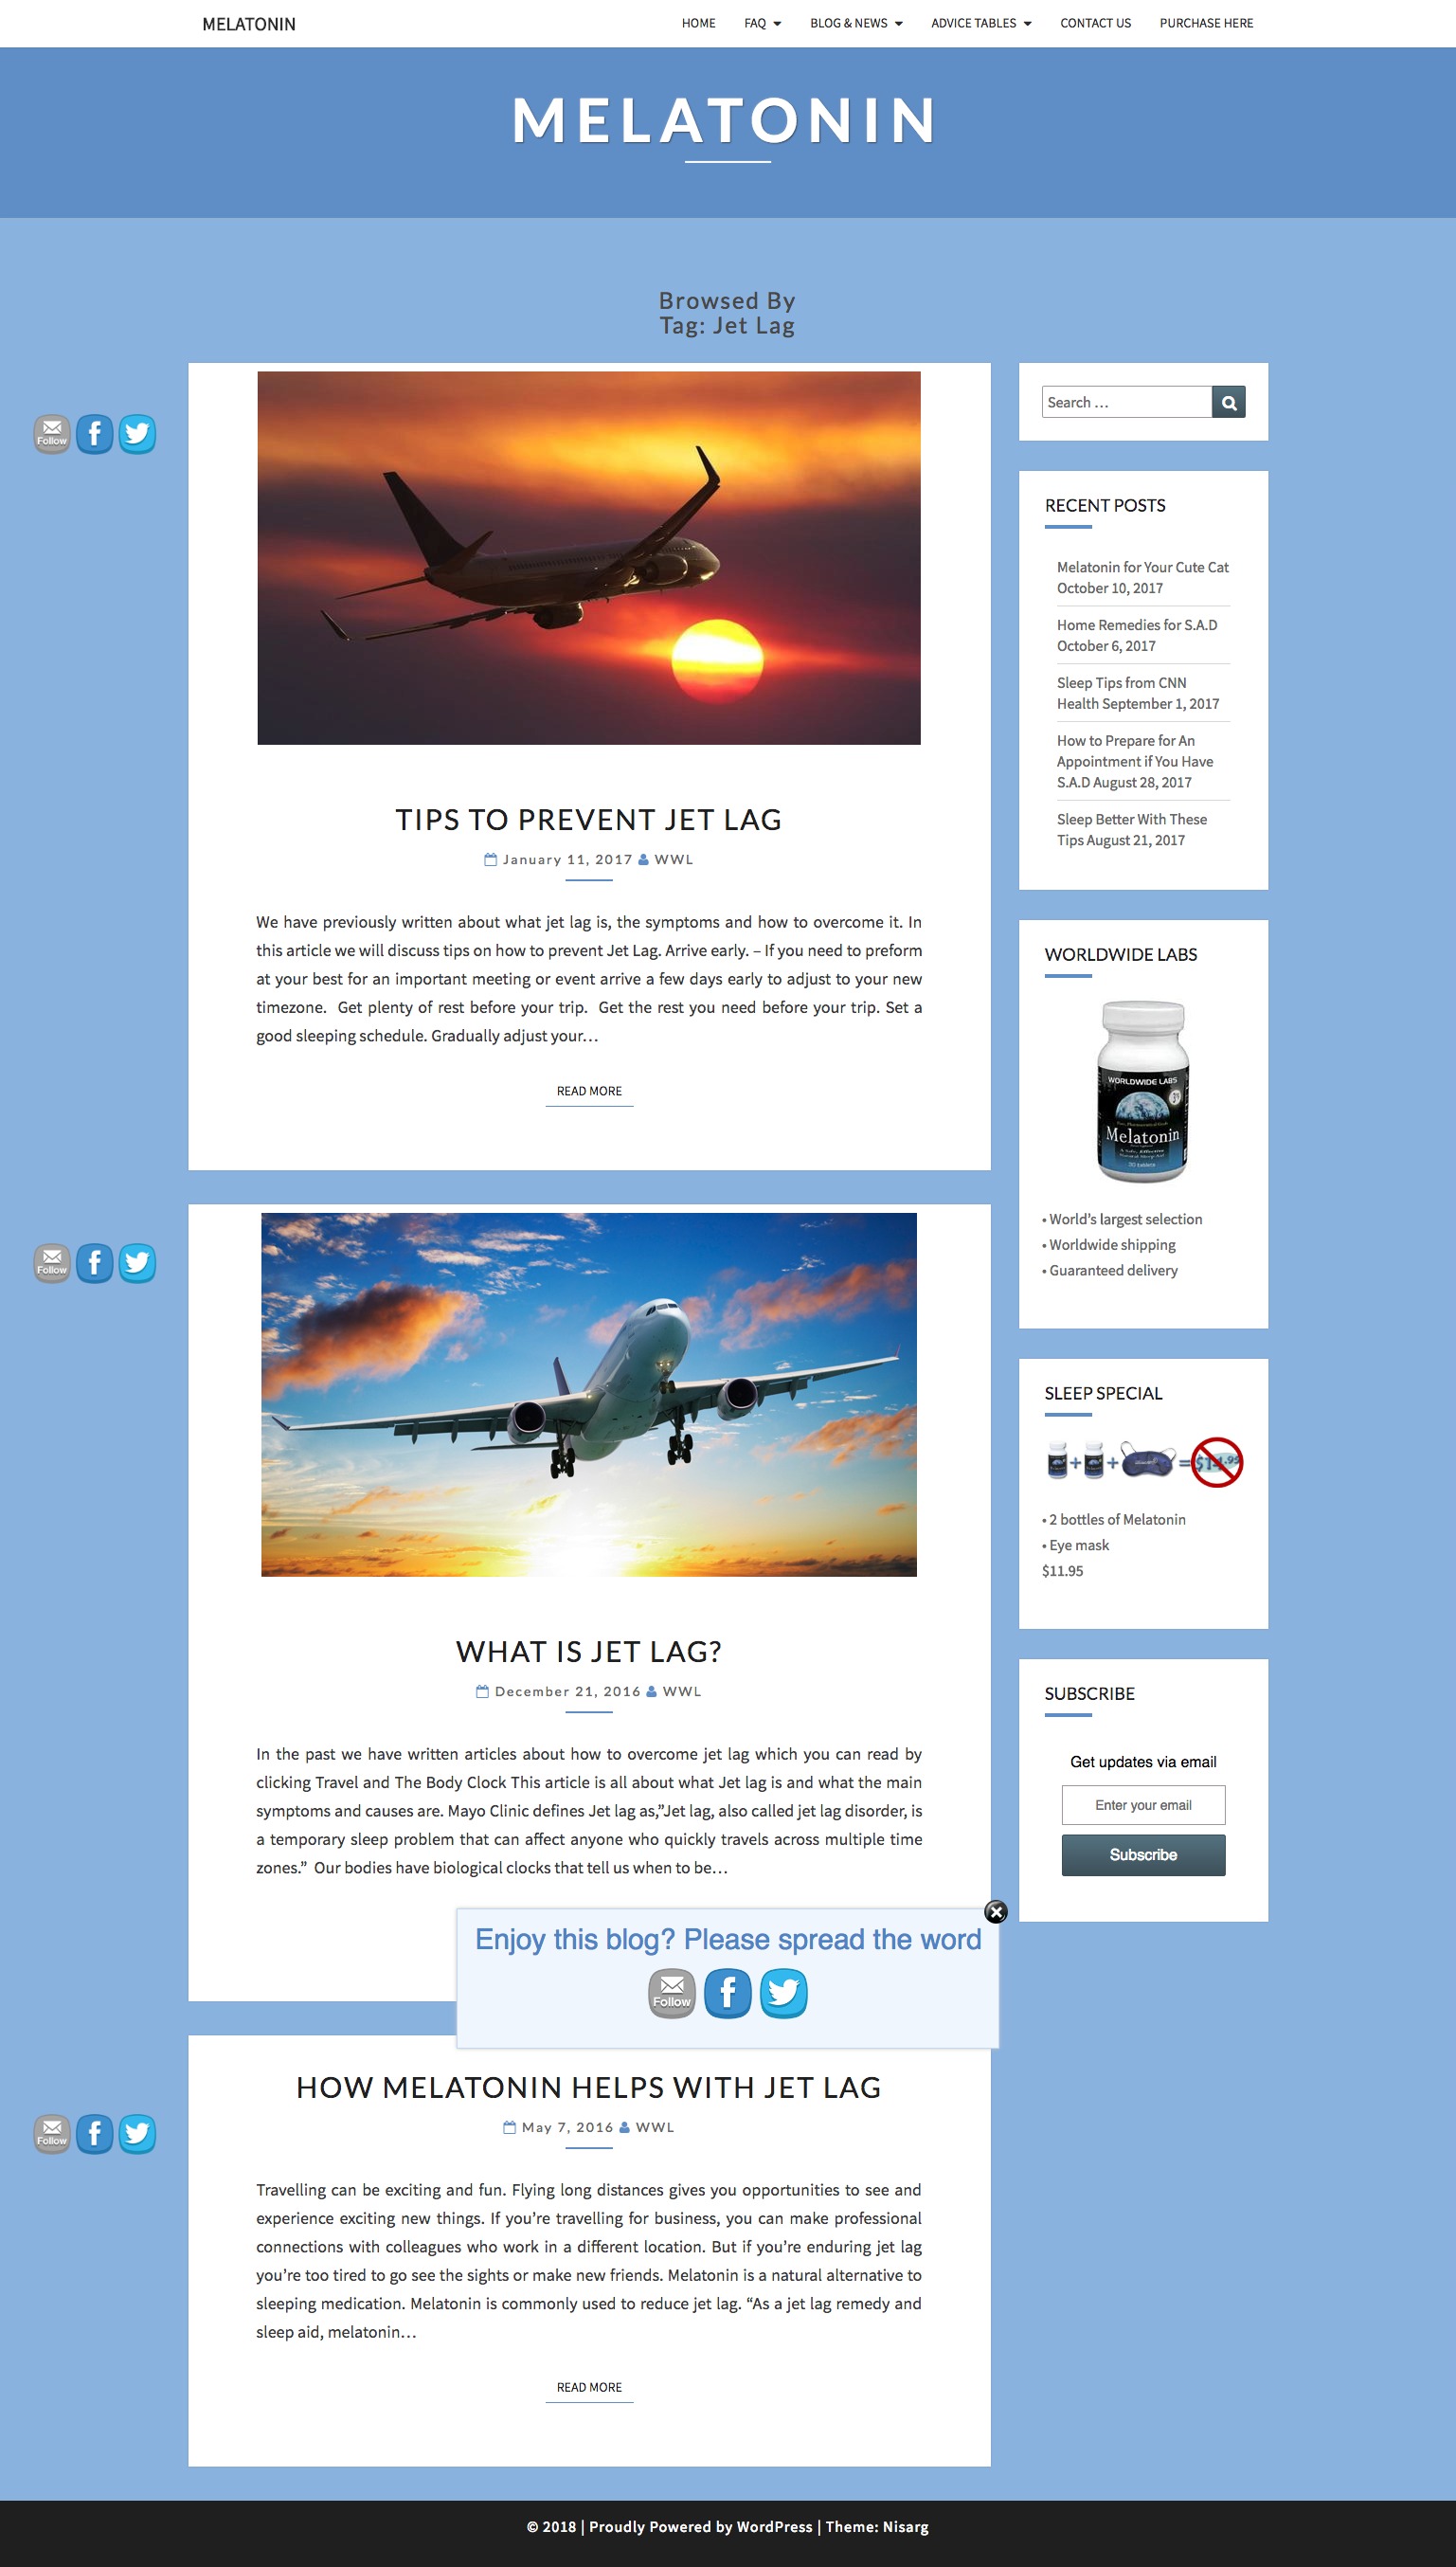 MELATONIN
HOME
FAQ
BLOG & NEWS
ADVICE TABLES
CONTACT US
PURCHASE HERE
MELATONIN
Browsed By
Tag: Jet Lag
Follow
TIPS TO PREVENT JET LAG
January 11, 2017 WWL
We have previously written about what jet lag is, the symptoms and how to overcome it. In
this article we will discuss tips on how to prevent Jet Lag. Arrive early. – If you need to preform
at your best for an important meeting or event arrive a few days early to adjust to your new
timezone.  Get plenty of rest before your trip.  Get the rest you need before your trip. Set a
good sleeping schedule. Gradually adjust your…
READ MORE
Follow
WHAT IS JET LAG?
December 21, 2016 WWL
In the past we have written articles about how to overcome jet lag which you can read by
clicking Travel and The Body Clock This article is all about what Jet lag is and what the main
symptoms and causes are. Mayo Clinic defines Jet lag as,”Jet lag, also called jet lag disorder, is
a temporary sleep problem that can affect anyone who quickly travels across multiple time
zones.”  Our bodies have biological clocks that tell us when to be…
Enjoy this blog? Please spread the word
Follow
HOW MELATONIN HELPS WITH JET LAG
May 7, 2016 WWL
Follow
Travelling can be exciting and fun. Flying long distances gives you opportunities to see and
experience exciting new things. If you’re travelling for business, you can make professional
connections with colleagues who work in a different location. But if you’re enduring jet lag
you’re too tired to go see the sights or make new friends. Melatonin is a natural alternative to
sleeping medication. Melatonin is commonly used to reduce jet lag. “As a jet lag remedy and
sleep aid, melatonin…
READ MORE
Search …
RECENT POSTS
Melatonin for Your Cute Cat
October 10, 2017
Home Remedies for S.A.D
October 6, 2017
Sleep Tips from CNN
Health September 1, 2017
How to Prepare for An
Appointment if You Have
S.A.D August 28, 2017
Sleep Better With These
Tips August 21, 2017
WORLDWIDE LABS
WORLDWIDE LABS
Melatonin
A Safe, Effective
Natural Sleep Aid
30 tablets
• World’s largest selection
• Worldwide shipping
• Guaranteed delivery
SLEEP SPECIAL
+ + = $14.95
• 2 bottles of Melatonin
• Eye mask
$11.95
SUBSCRIBE
Get updates via email
Enter your email
Subscribe
© 2018 | Proudly Powered by WordPress | Theme: Nisarg